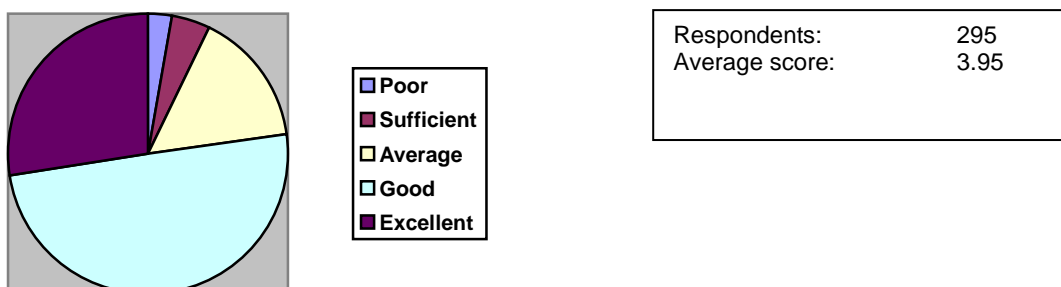 Poor
Sufficient
Average
Good
Excellent
Respondents: 295
Average score: 3.95